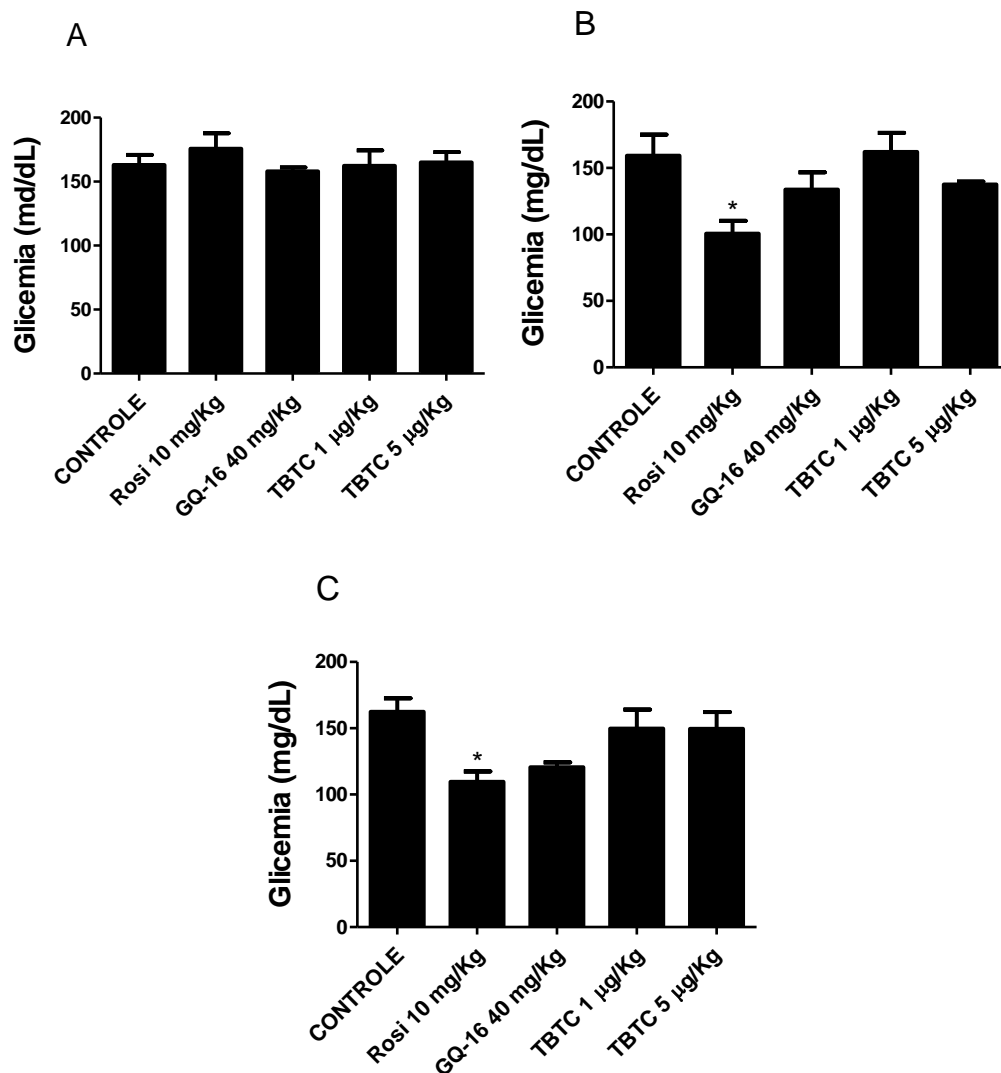 A
Glicemia (md/dL)
200
150
100
50
0
CONTROLE
Rosi 10 mg/Kg
GQ-16 40 mg/Kg
TBTC 1 μg/Kg
TBTC 5 μg/Kg
B
Glicemia (mg/dL)
200
150
100
50
0
*
CONTROLE
Rosi 10 mg/Kg
GQ-16 40 mg/Kg
TBTC 1 μg/Kg
TBTC 5 μg/Kg
C
Glicemia (mg/dL)
200
150
100
50
0
*
CONTROLE
Rosi 10 mg/Kg
GQ-16 40 mg/Kg
TBTC 1 μg/Kg
TBTC 5 μg/Kg